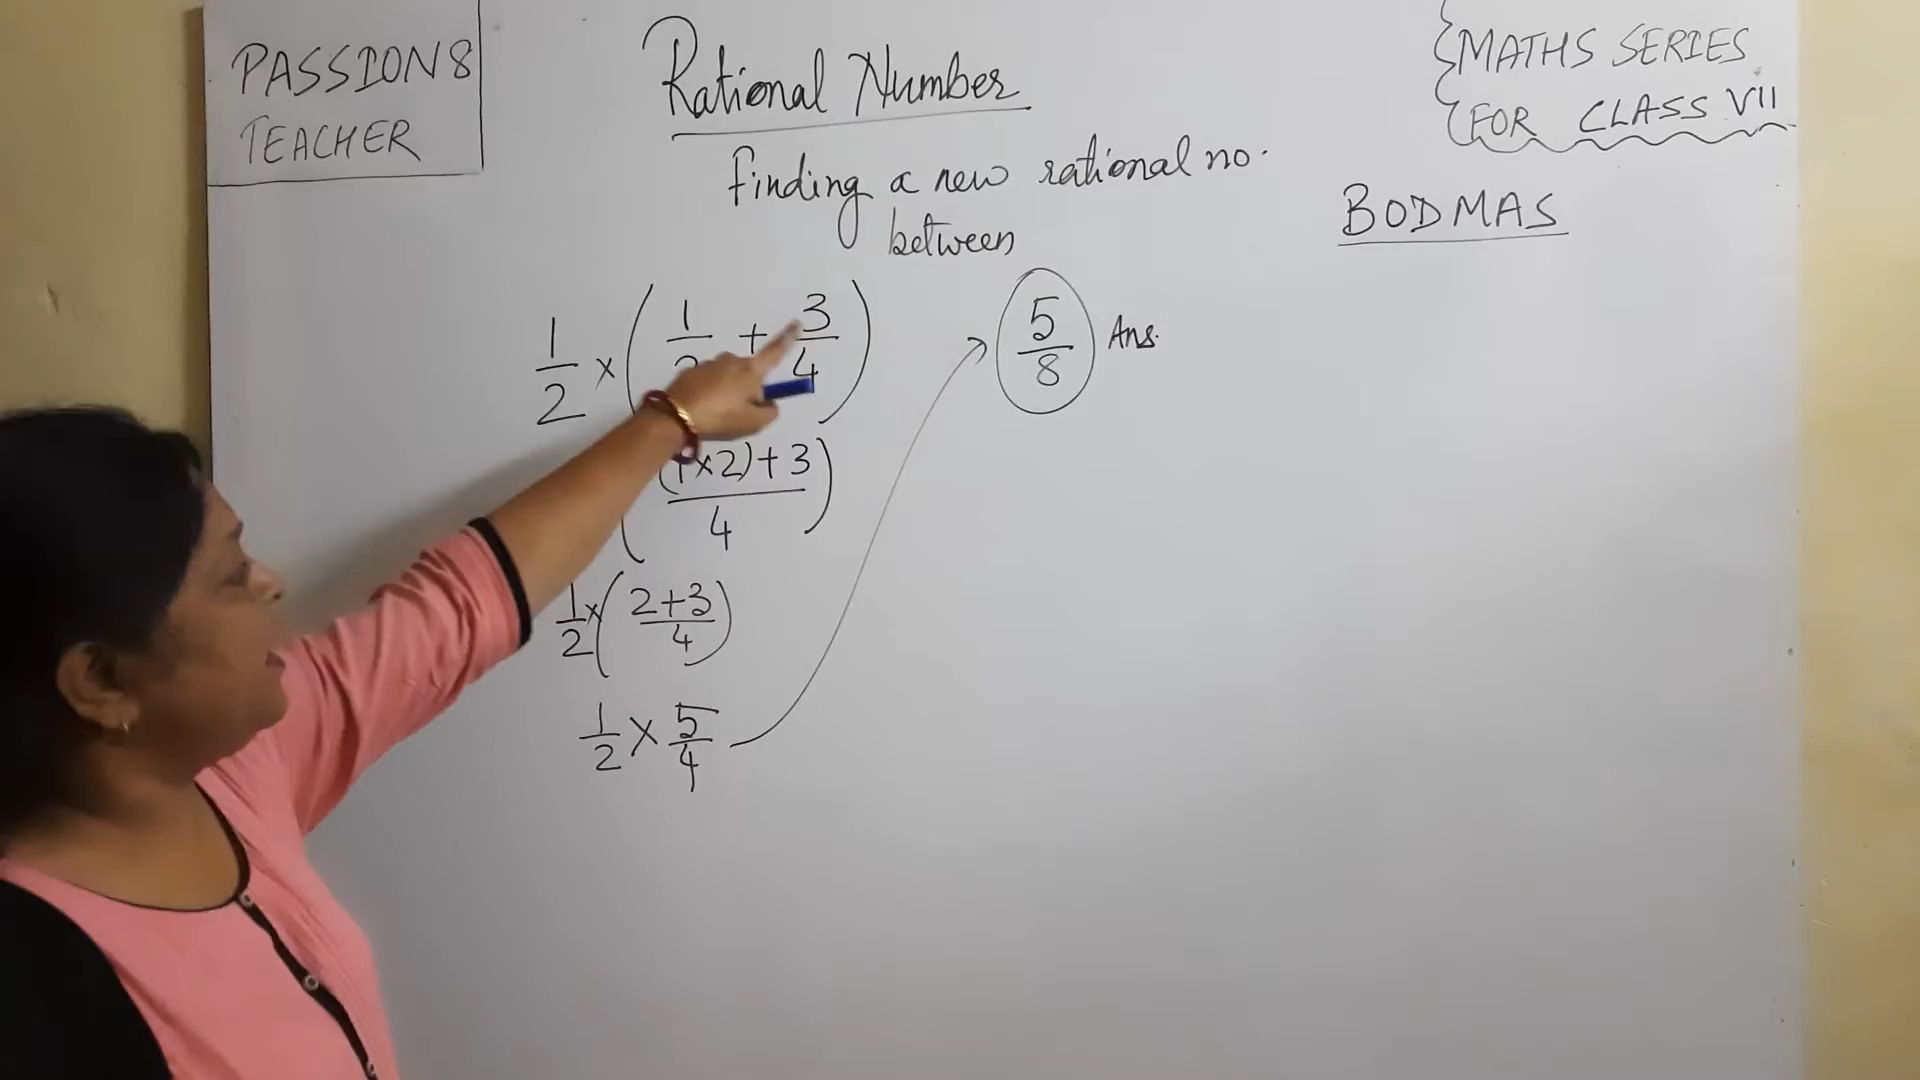 PASSION8
TEACHER
Rational Number
finding a new rational no.
between
MATHS SERIES
FOR CLASS VII
BODMAS
1/2 × (1/2 + 3/4)
((1×2)+3)/4)
1/2 × ((2+3)/4)
1/2 × 5/4
5/8 Ans.